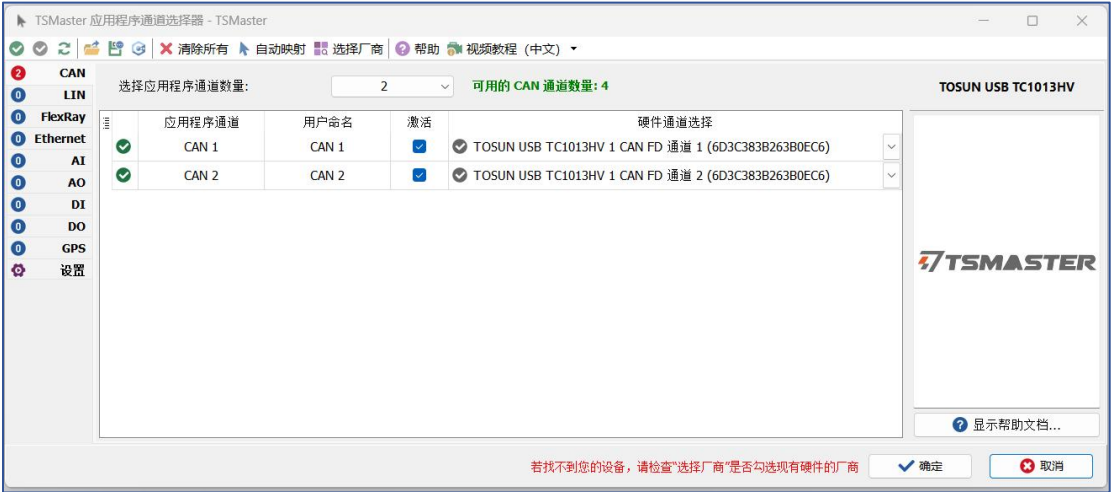 TSMaster 应用程序通道选择器 - TSMaster
清除所有 自动映射 选择厂商 帮助 视频教程 (中文)
2 CAN
0 LIN
0 FlexRay
0 Ethernet
0 AI
0 AO
0 DI
0 DO
0 GPS
设置
选择应用程序通道数量: 2 可用的 CAN 通道数量: 4
应用程序通道 用户命名 激活 硬件通道选择
CAN 1 CAN 1 TOSUN USB TC1013HV 1 CAN FD 通道 1 (6D3C383B263B0EC6)
CAN 2 CAN 2 TOSUN USB TC1013HV 1 CAN FD 通道 2 (6D3C383B263B0EC6)
TOSUN USB TC1013HV
TSMASTER
显示帮助文档...
若找不到您的设备，请检查"选择厂商"是否勾选现有硬件的厂商
确定 取消